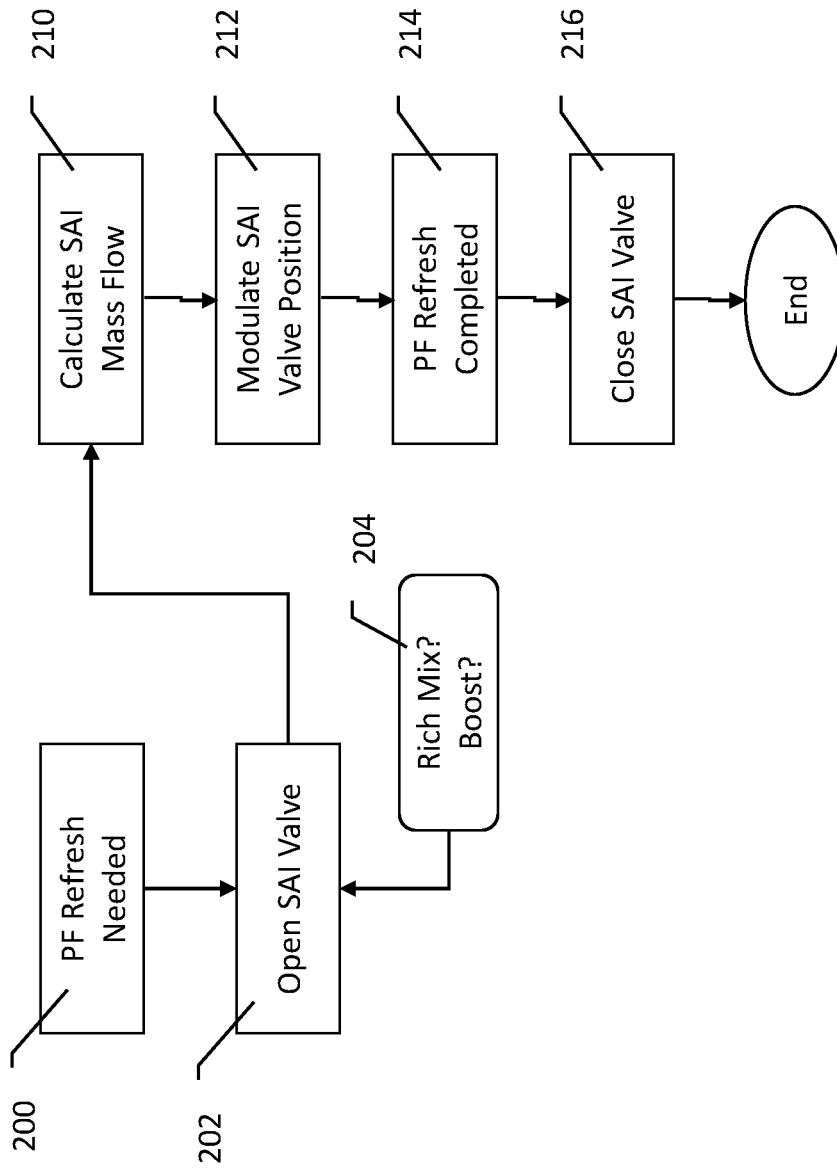 200
PF Refresh
Needed
202
Open SAI Valve
204
Rich Mix?
Boost?
210
Calculate SAI
Mass Flow
212
Modulate SAI
Valve Position
214
PF Refresh
Completed
216
Close SAI Valve
End